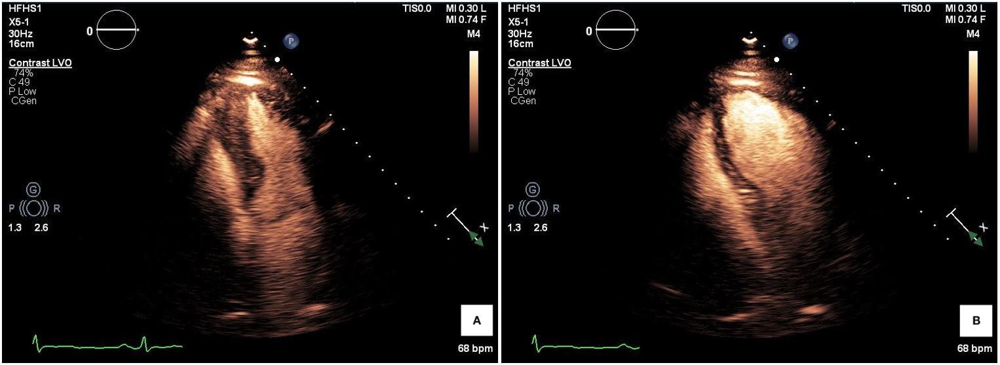 HFHS1
X5-1
30Hz
16cm
Contrast LVO
74%
C 49
P Low
CGen
0
TIS0.0 MI 0.30 L
MI 0.74 F
M4
P
G
P R
1.3 2.6
X
A
68 bpm
HFHS1
X5-1
30Hz
16cm
Contrast LVO
74%
C 49
P Low
CGen
0
TIS0.0 MI 0.30 L
MI 0.74 F
M4
P
G
P R
1.3 2.6
X
B
68 bpm